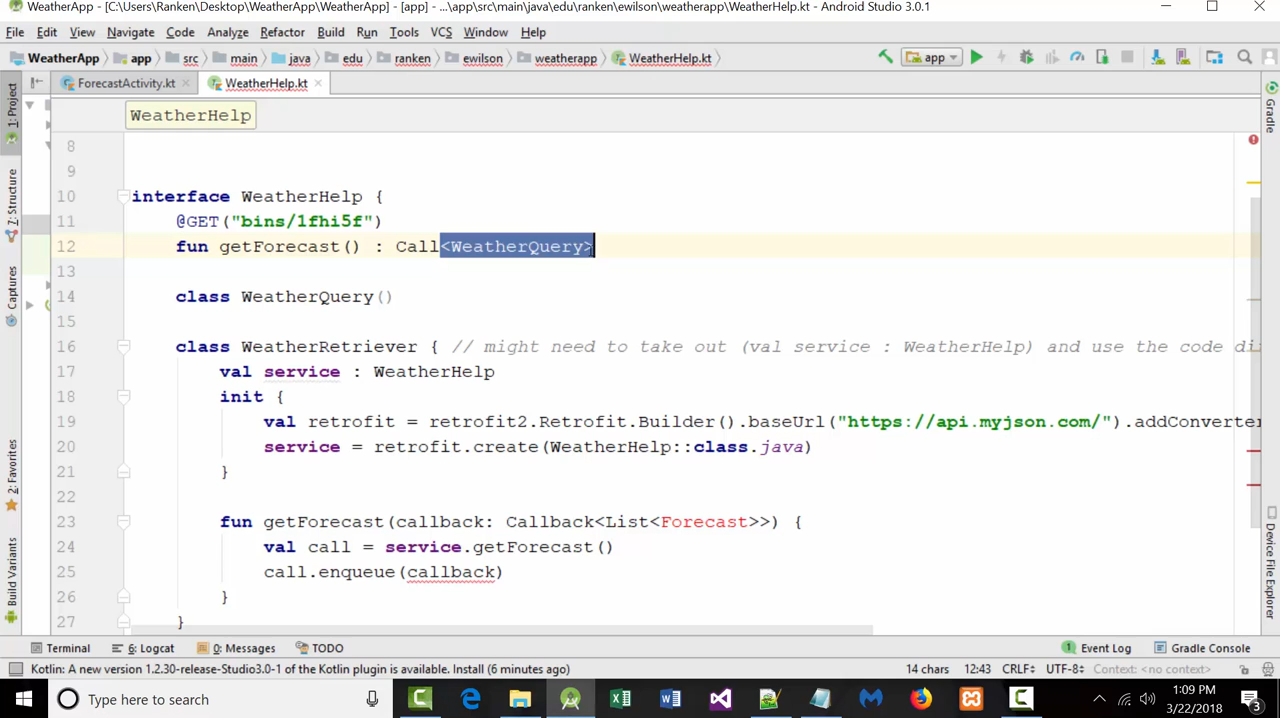 WeatherApp - [C:\Users\Ranken\Desktop\WeatherApp\WeatherApp] - [app] - ...\app\src\main\java\edu\ranken\ewilson\weatherapp\WeatherHelp.kt - Android Studio 3.0.1
File Edit View Navigate Code Analyze Refactor Build Run Tools VCS Window Help
WeatherApp app src main java edu ranken ewilson weatherapp WeatherHelp.kt app
ForecastActivity.kt WeatherHelp.kt
WeatherHelp
8
9
10 interface WeatherHelp {
11 @GET("bins/1fhi5f")
12 fun getForecast() : Call<WeatherQuery>
13
14 class WeatherQuery()
15
16 class WeatherRetriever { // might need to take out (val service : WeatherHelp) and use the code di
17 val service : WeatherHelp
18 init {
19 val retrofit = retrofit2.Retrofit.Builder().baseUrl("https://api.myjson.com/").addConverter
20 service = retrofit.create(WeatherHelp::class.java)
21 }
22
23 fun getForecast(callback: Callback<List<Forecast>>) {
24 val call = service.getForecast()
25 call.enqueue(callback)
26 }
27 }
1: Project
7: Structure
Captures
2: Favorites
Build Variants
Gradle
Device File Explorer
Terminal 6: Logcat 0: Messages TODO Event Log Gradle Console
Kotlin: A new version 1.2.30-release-Studio3.0-1 of the Kotlin plugin is available. Install (6 minutes ago) 14 chars 12:43 CRLF UTF-8 Context: <no context>
Type here to search
1:09 PM
3/22/2018
3